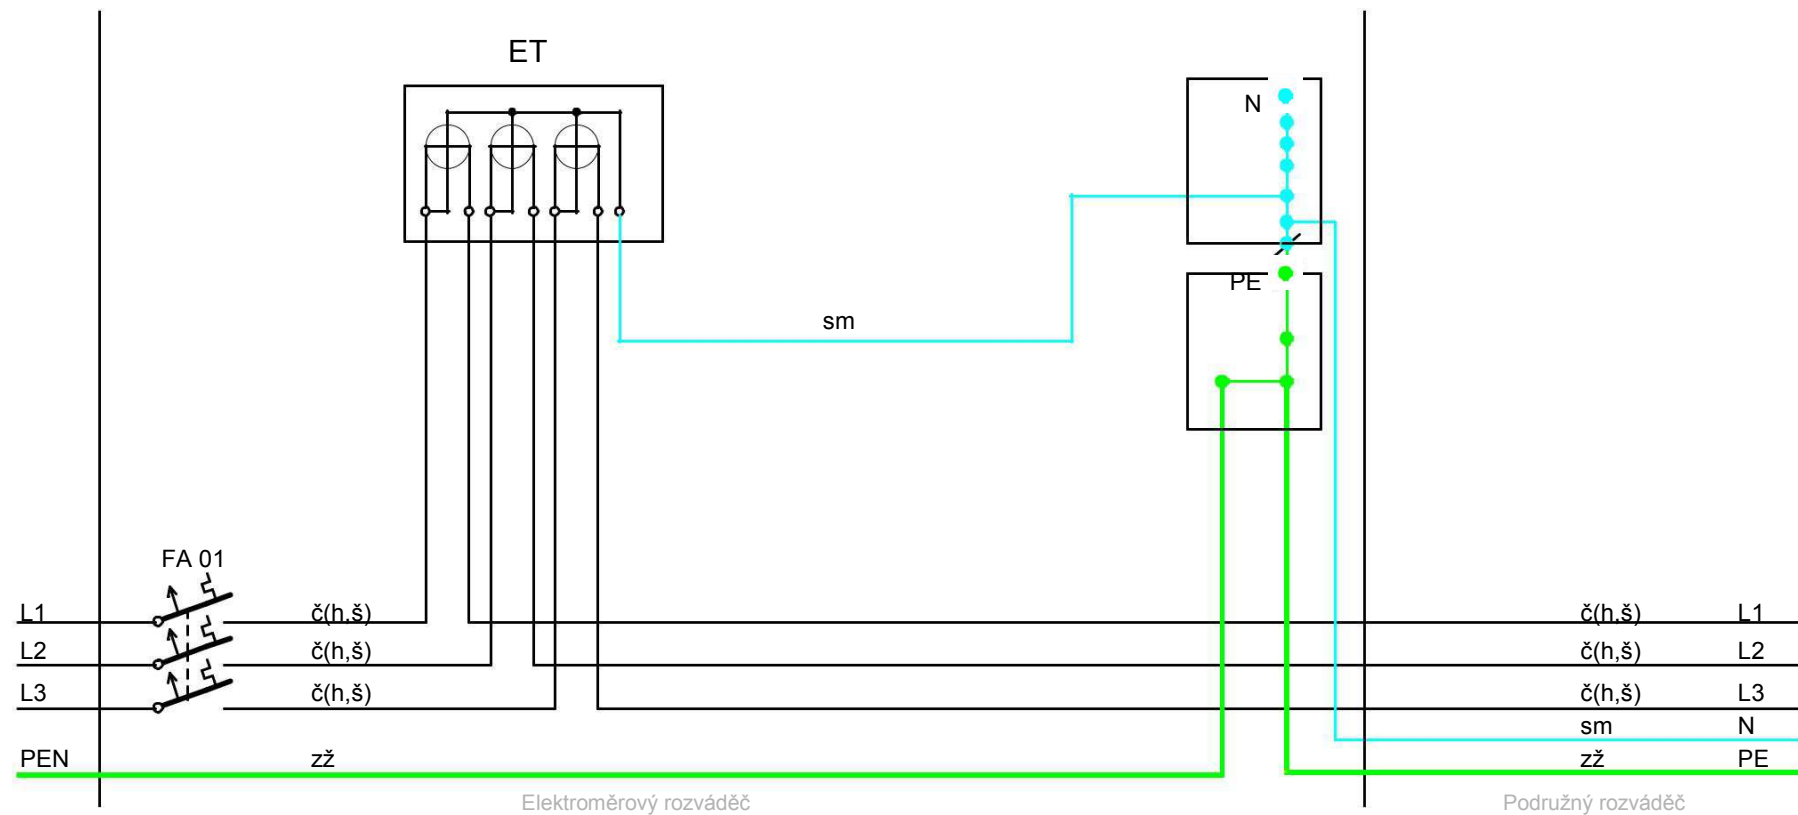 ET
N
PE
sm
FA 01
L1 č(h,š) č(h,š) L1
L2 č(h,š) č(h,š) L2
L3 č(h,š) č(h,š) L3
sm N
PEN zž zž PE
Elektroměrový rozváděč Podružný rozváděč